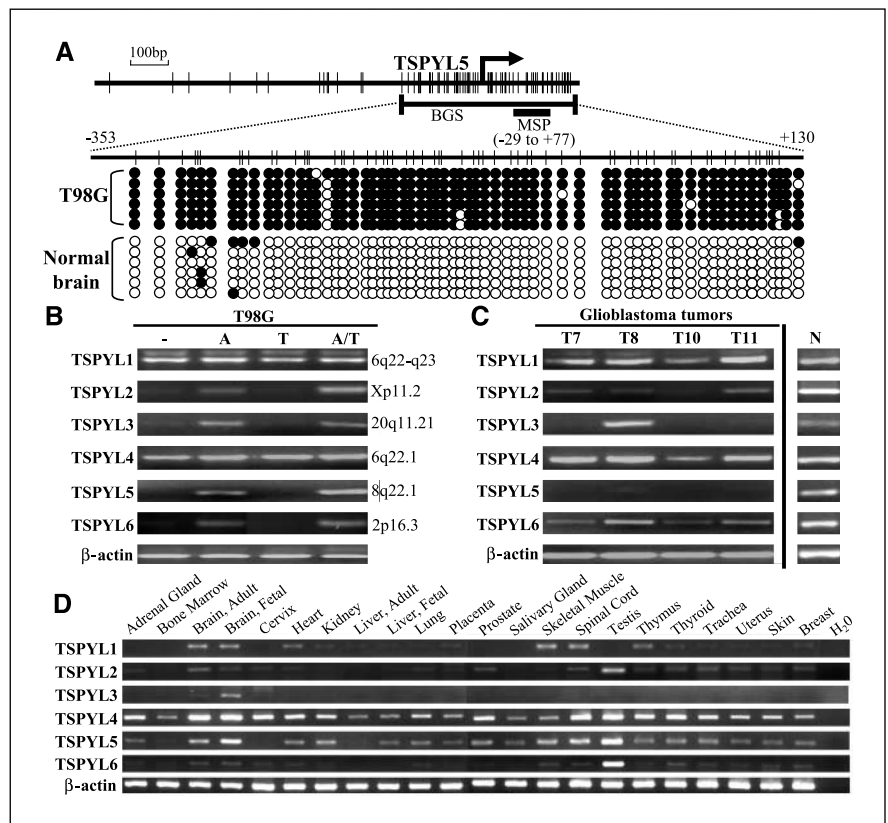 A
100bp
TSPYL5
BGS
MSP
(-29 to +77)
-353
+130
T98G
Normal
brain
B
T98G
- A T A/T
TSPYL1 6q22-q23
TSPYL2 Xp11.2
TSPYL3 20q11.21
TSPYL4 6q22.1
TSPYL5 8q22.1
TSPYL6 2p16.3
β-actin
C
Glioblastoma tumors
T7 T8 T10 T11 N
TSPYL1
TSPYL2
TSPYL3
TSPYL4
TSPYL5
TSPYL6
β-actin
D
Adrenal Gland
Bone Marrow
Brain, Adult
Brain, Fetal
Cervix
Heart
Kidney
Liver, Adult
Liver, Fetal
Lung
Placenta
Prostate
Salivary Gland
Skeletal Muscle
Spinal Cord
Testis
Thymus
Thyroid
Trachea
Uterus
Skin
Breast
H₂0
TSPYL1
TSPYL2
TSPYL3
TSPYL4
TSPYL5
TSPYL6
β-actin